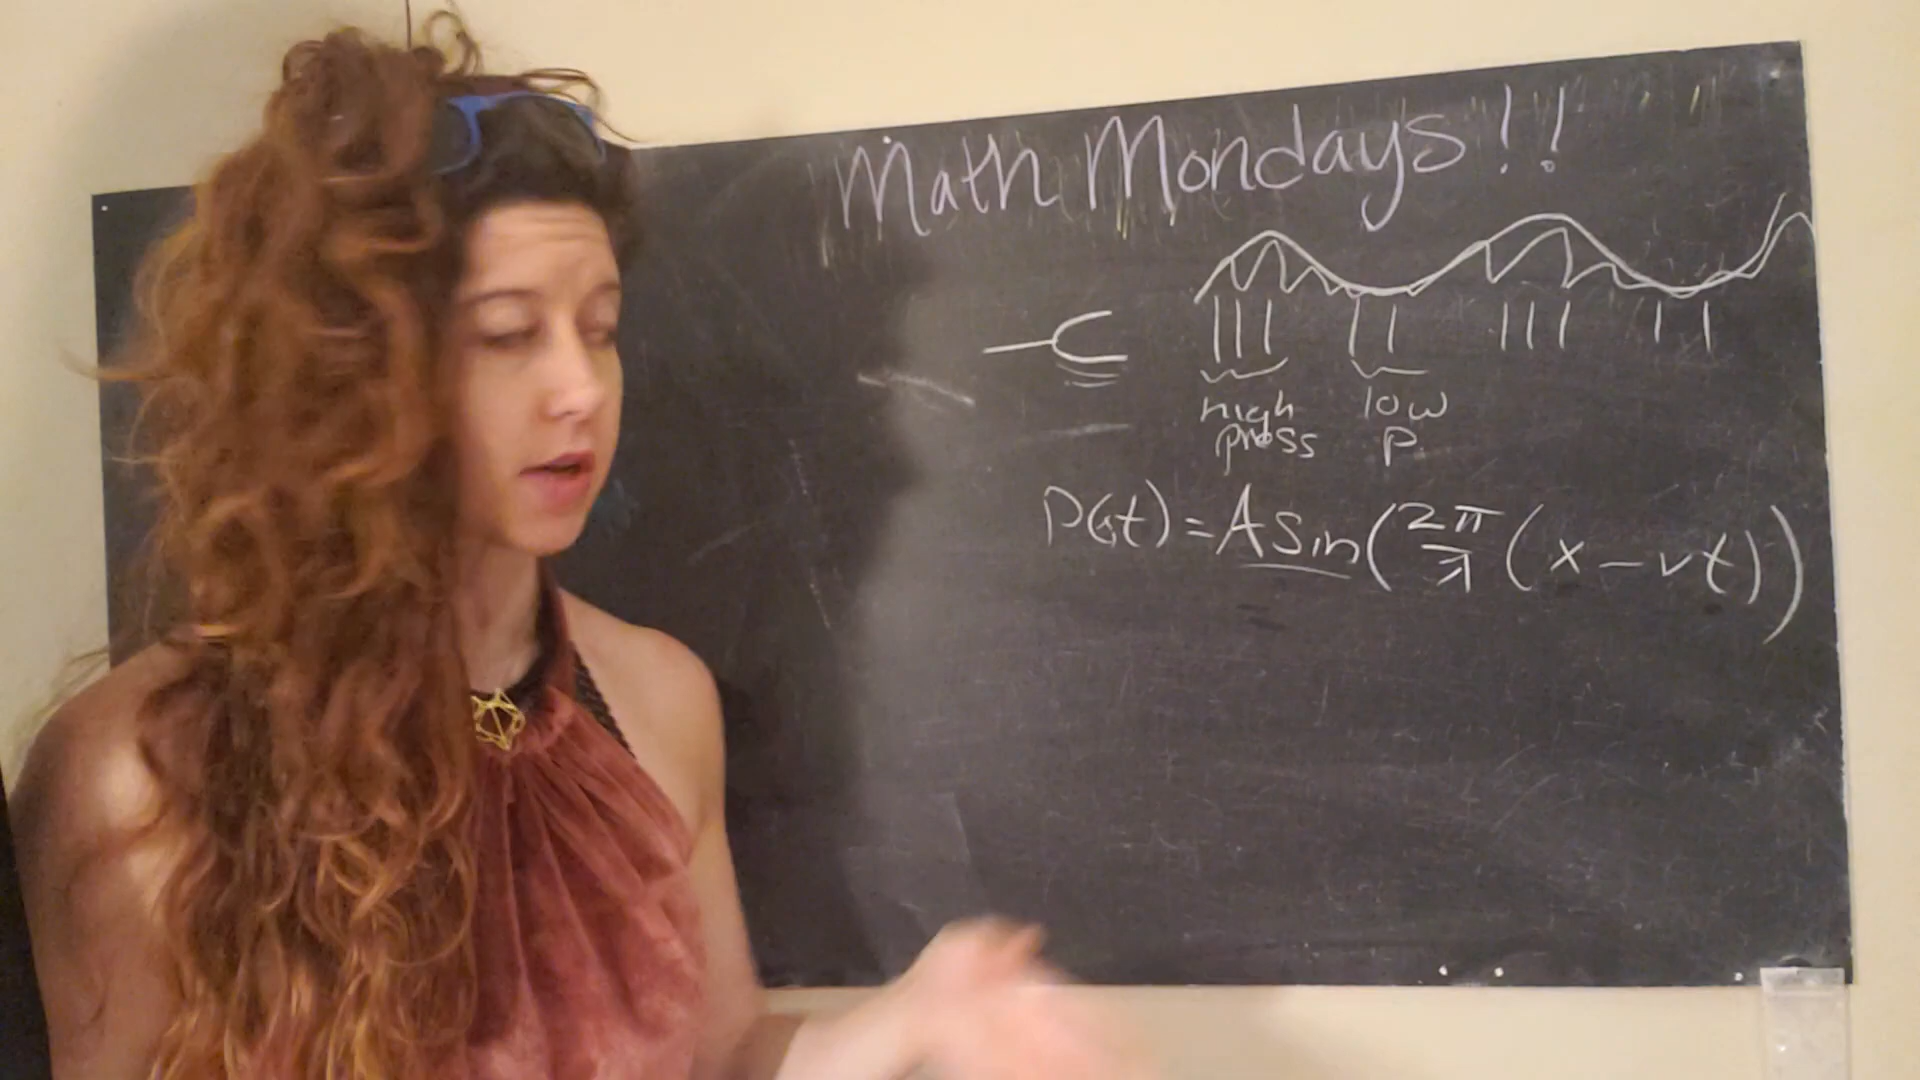 Math Mondays!!
high low
press P
P(x,t) = A sin(2π/λ (x - vt))